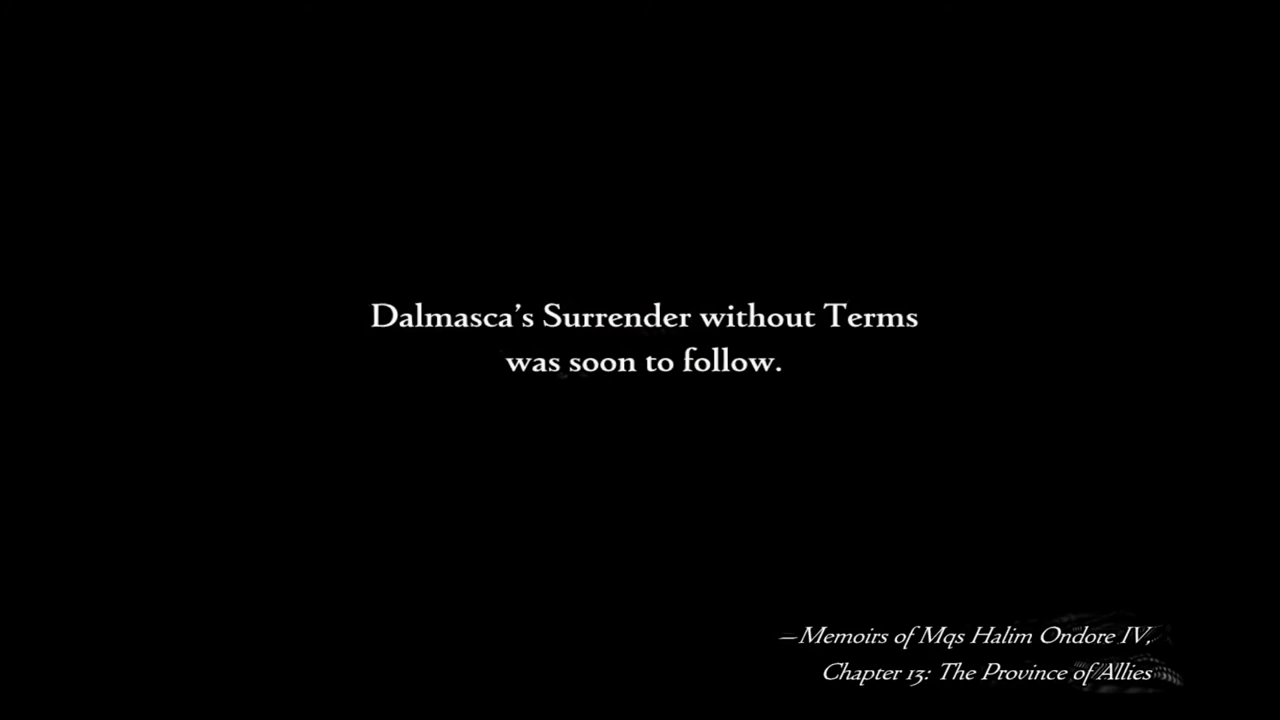 Dalmasca's Surrender without Terms
was soon to follow.
—Memoirs of Mqs Halim Ondore IV,
Chapter 13: The Province of Allies